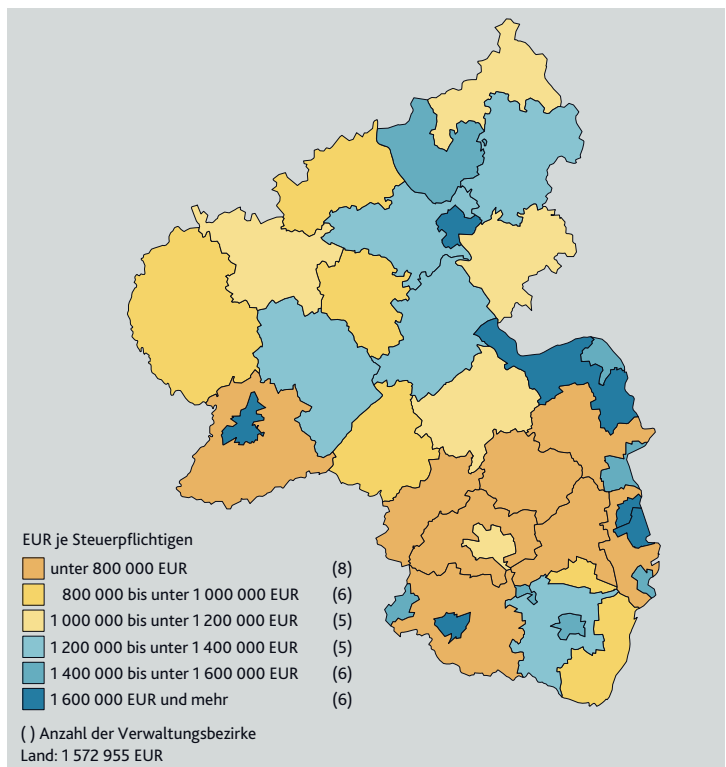 EUR je Steuerpflichtigen
unter 800 000 EUR (8)
800 000 bis unter 1 000 000 EUR (6)
1 000 000 bis unter 1 200 000 EUR (5)
1 200 000 bis unter 1 400 000 EUR (5)
1 400 000 bis unter 1 600 000 EUR (6)
1 600 000 EUR und mehr (6)
( ) Anzahl der Verwaltungsbezirke
Land: 1 572 955 EUR